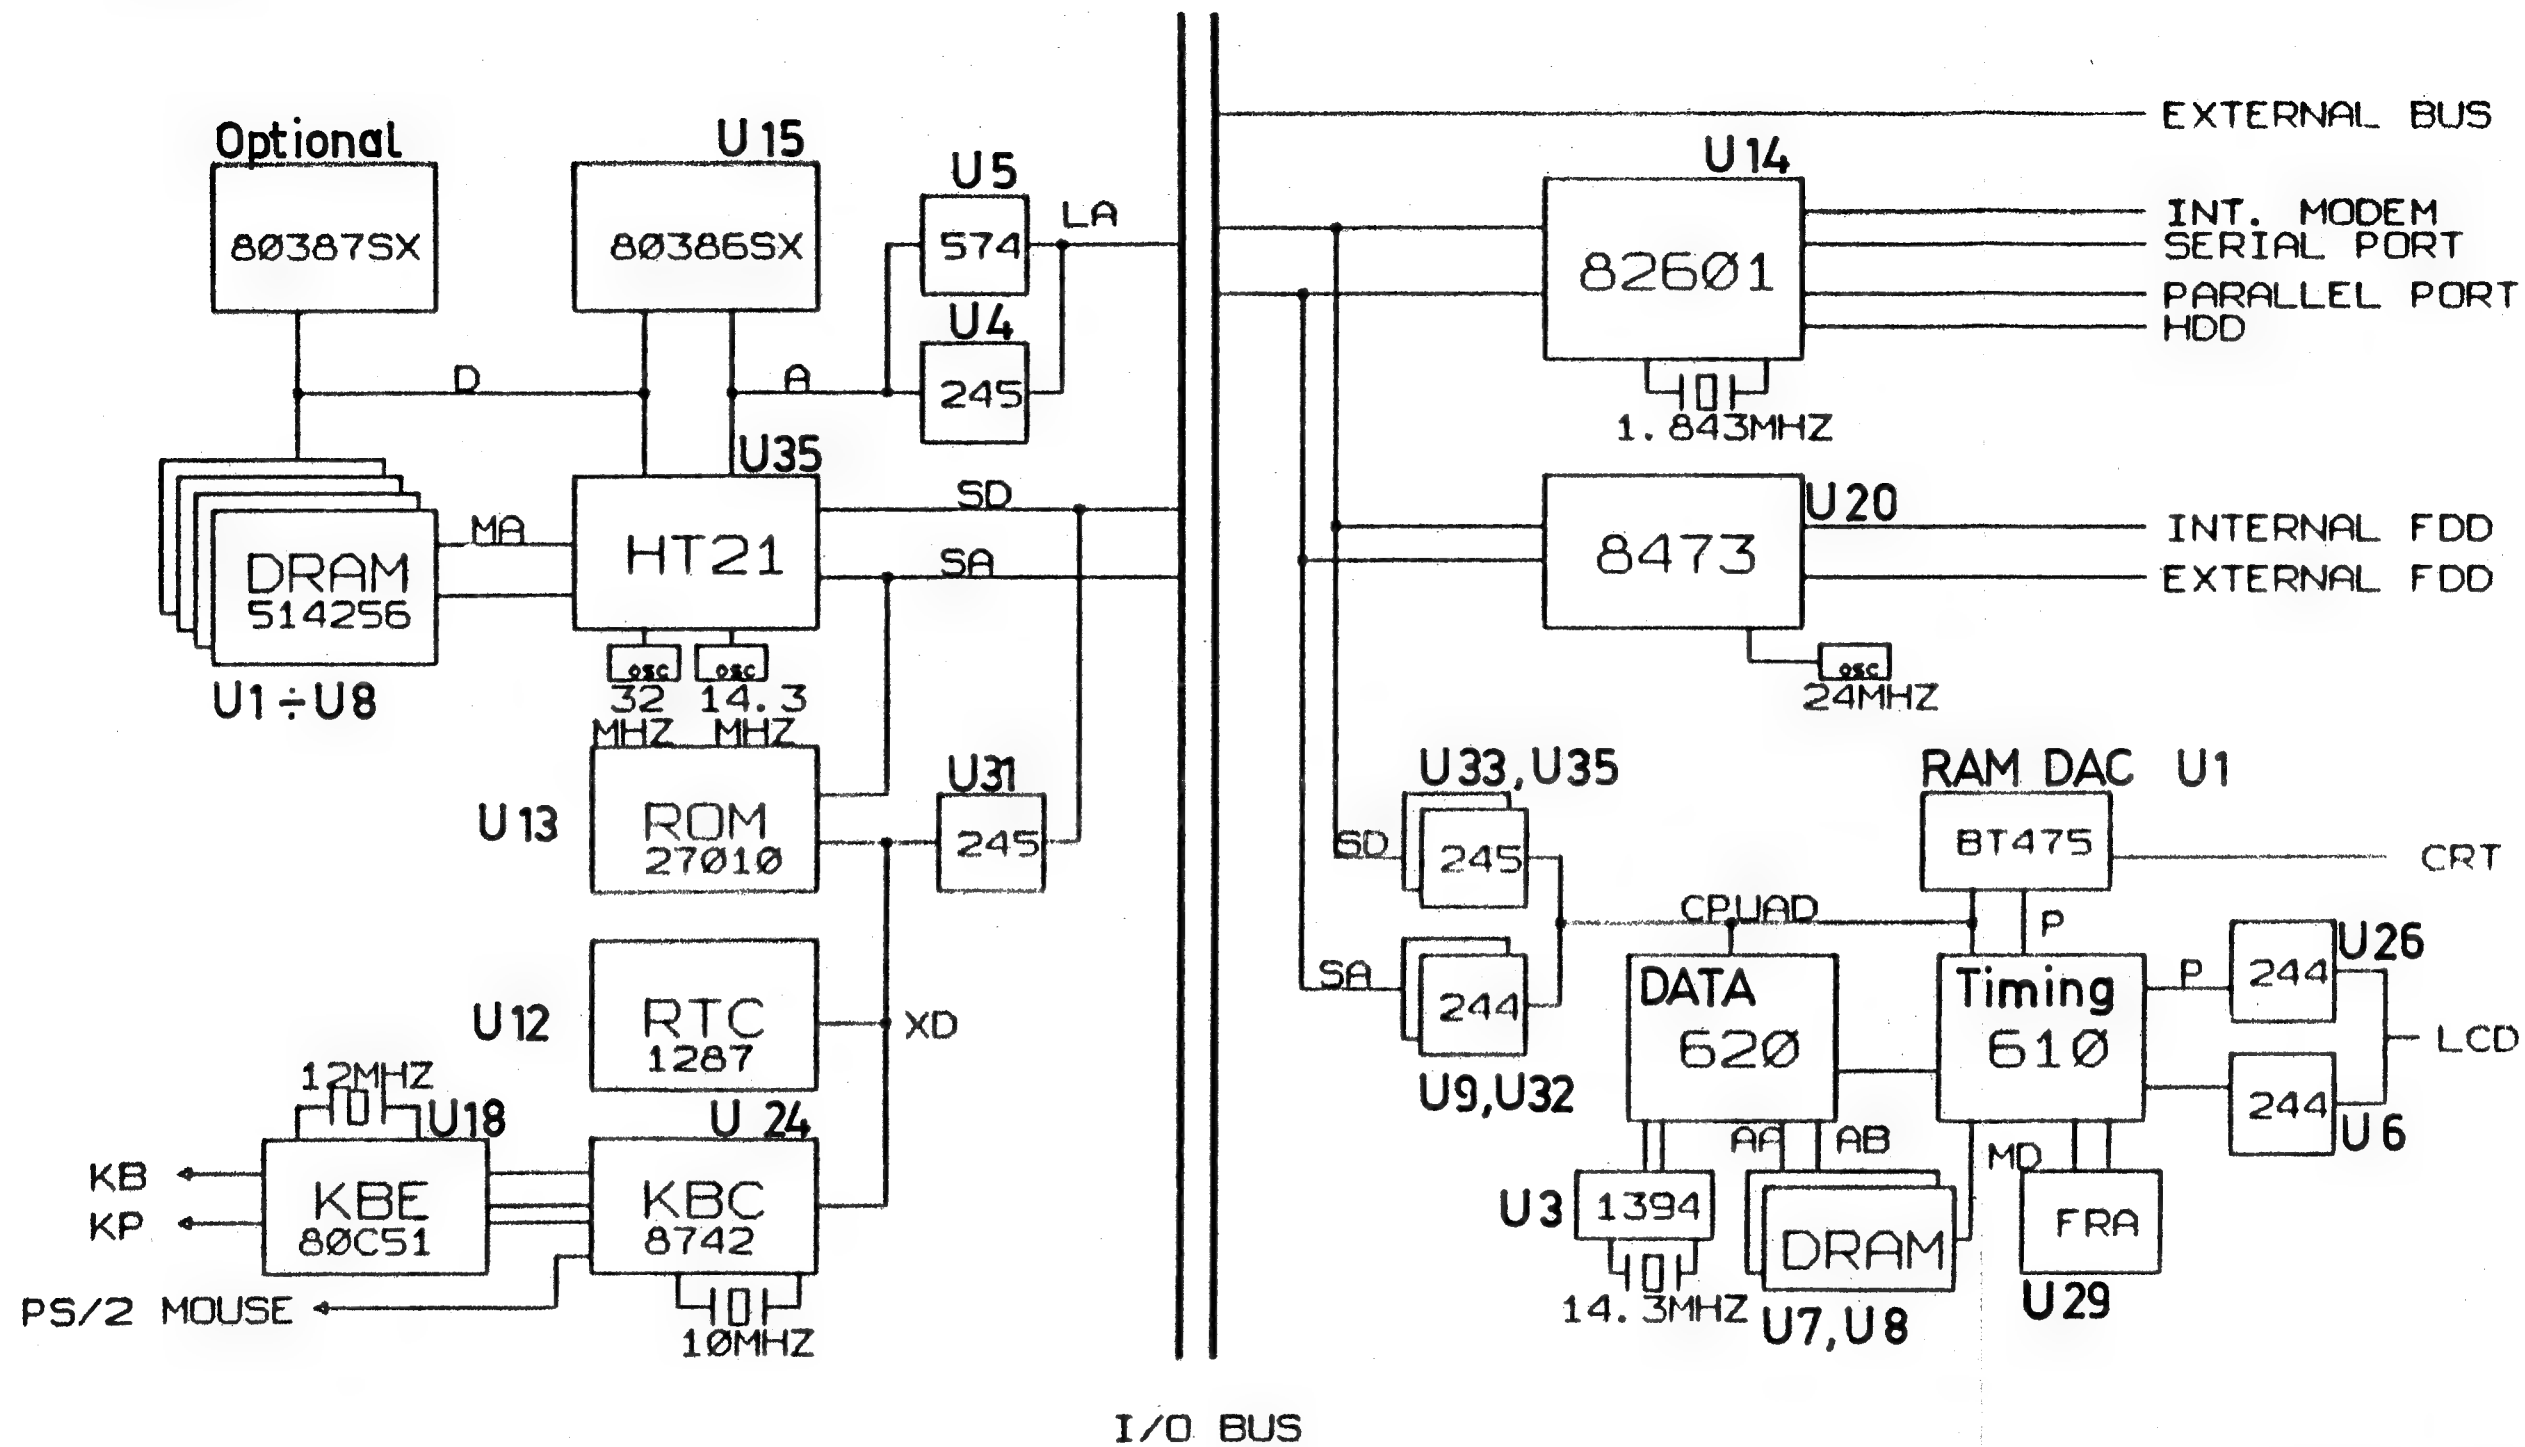 Optional
80387SX
U15
80386SX
U5
574
LA
U4
245
D
A
U35
HT21
SD
SA
MA
DRAM
514256
U1÷U8
osc
32
MHZ
osc
14.3
MHZ
U13
ROM
27010
U31
245
U12
RTC
1287
XD
12MHZ
U18
KBE
80C51
KB
KP
U 24
KBC
8742
PS/2 MOUSE
10MHZ
I/O BUS
EXTERNAL BUS
U14
82601
INT. MODEM
SERIAL PORT
PARALLEL PORT
HDD
1.843MHZ
U20
8473
INTERNAL FDD
EXTERNAL FDD
osc
24MHZ
U33,U35
SD
245
SA
244
U9,U32
CPUAD
RAM DAC U1
BT475
CRT
P
DATA
620
Timing
610
P
U26
244
LCD
244
U6
AA
AB
MD
U3
1394
14.3MHZ
DRAM
U7,U8
FRA
U29